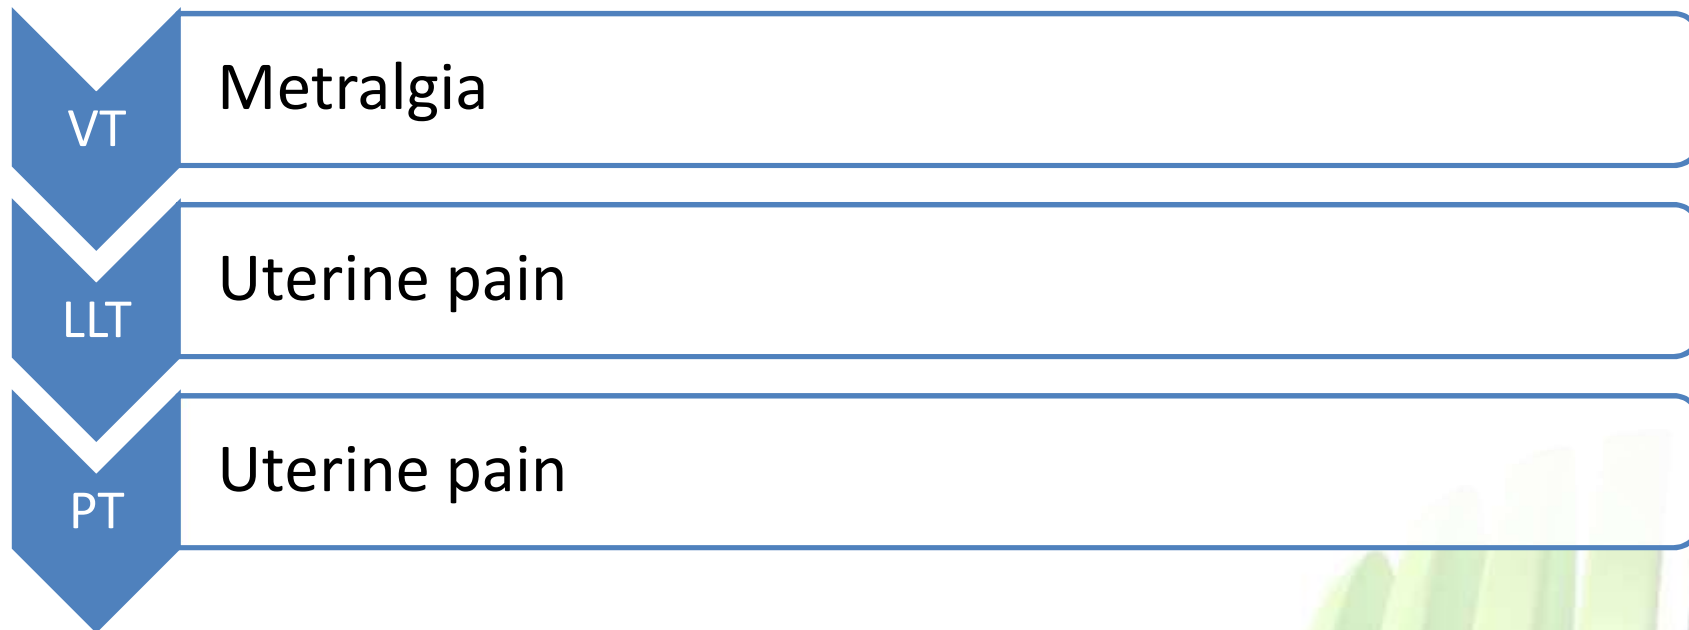 VT
Metralgia
LLT
Uterine pain
PT
Uterine pain